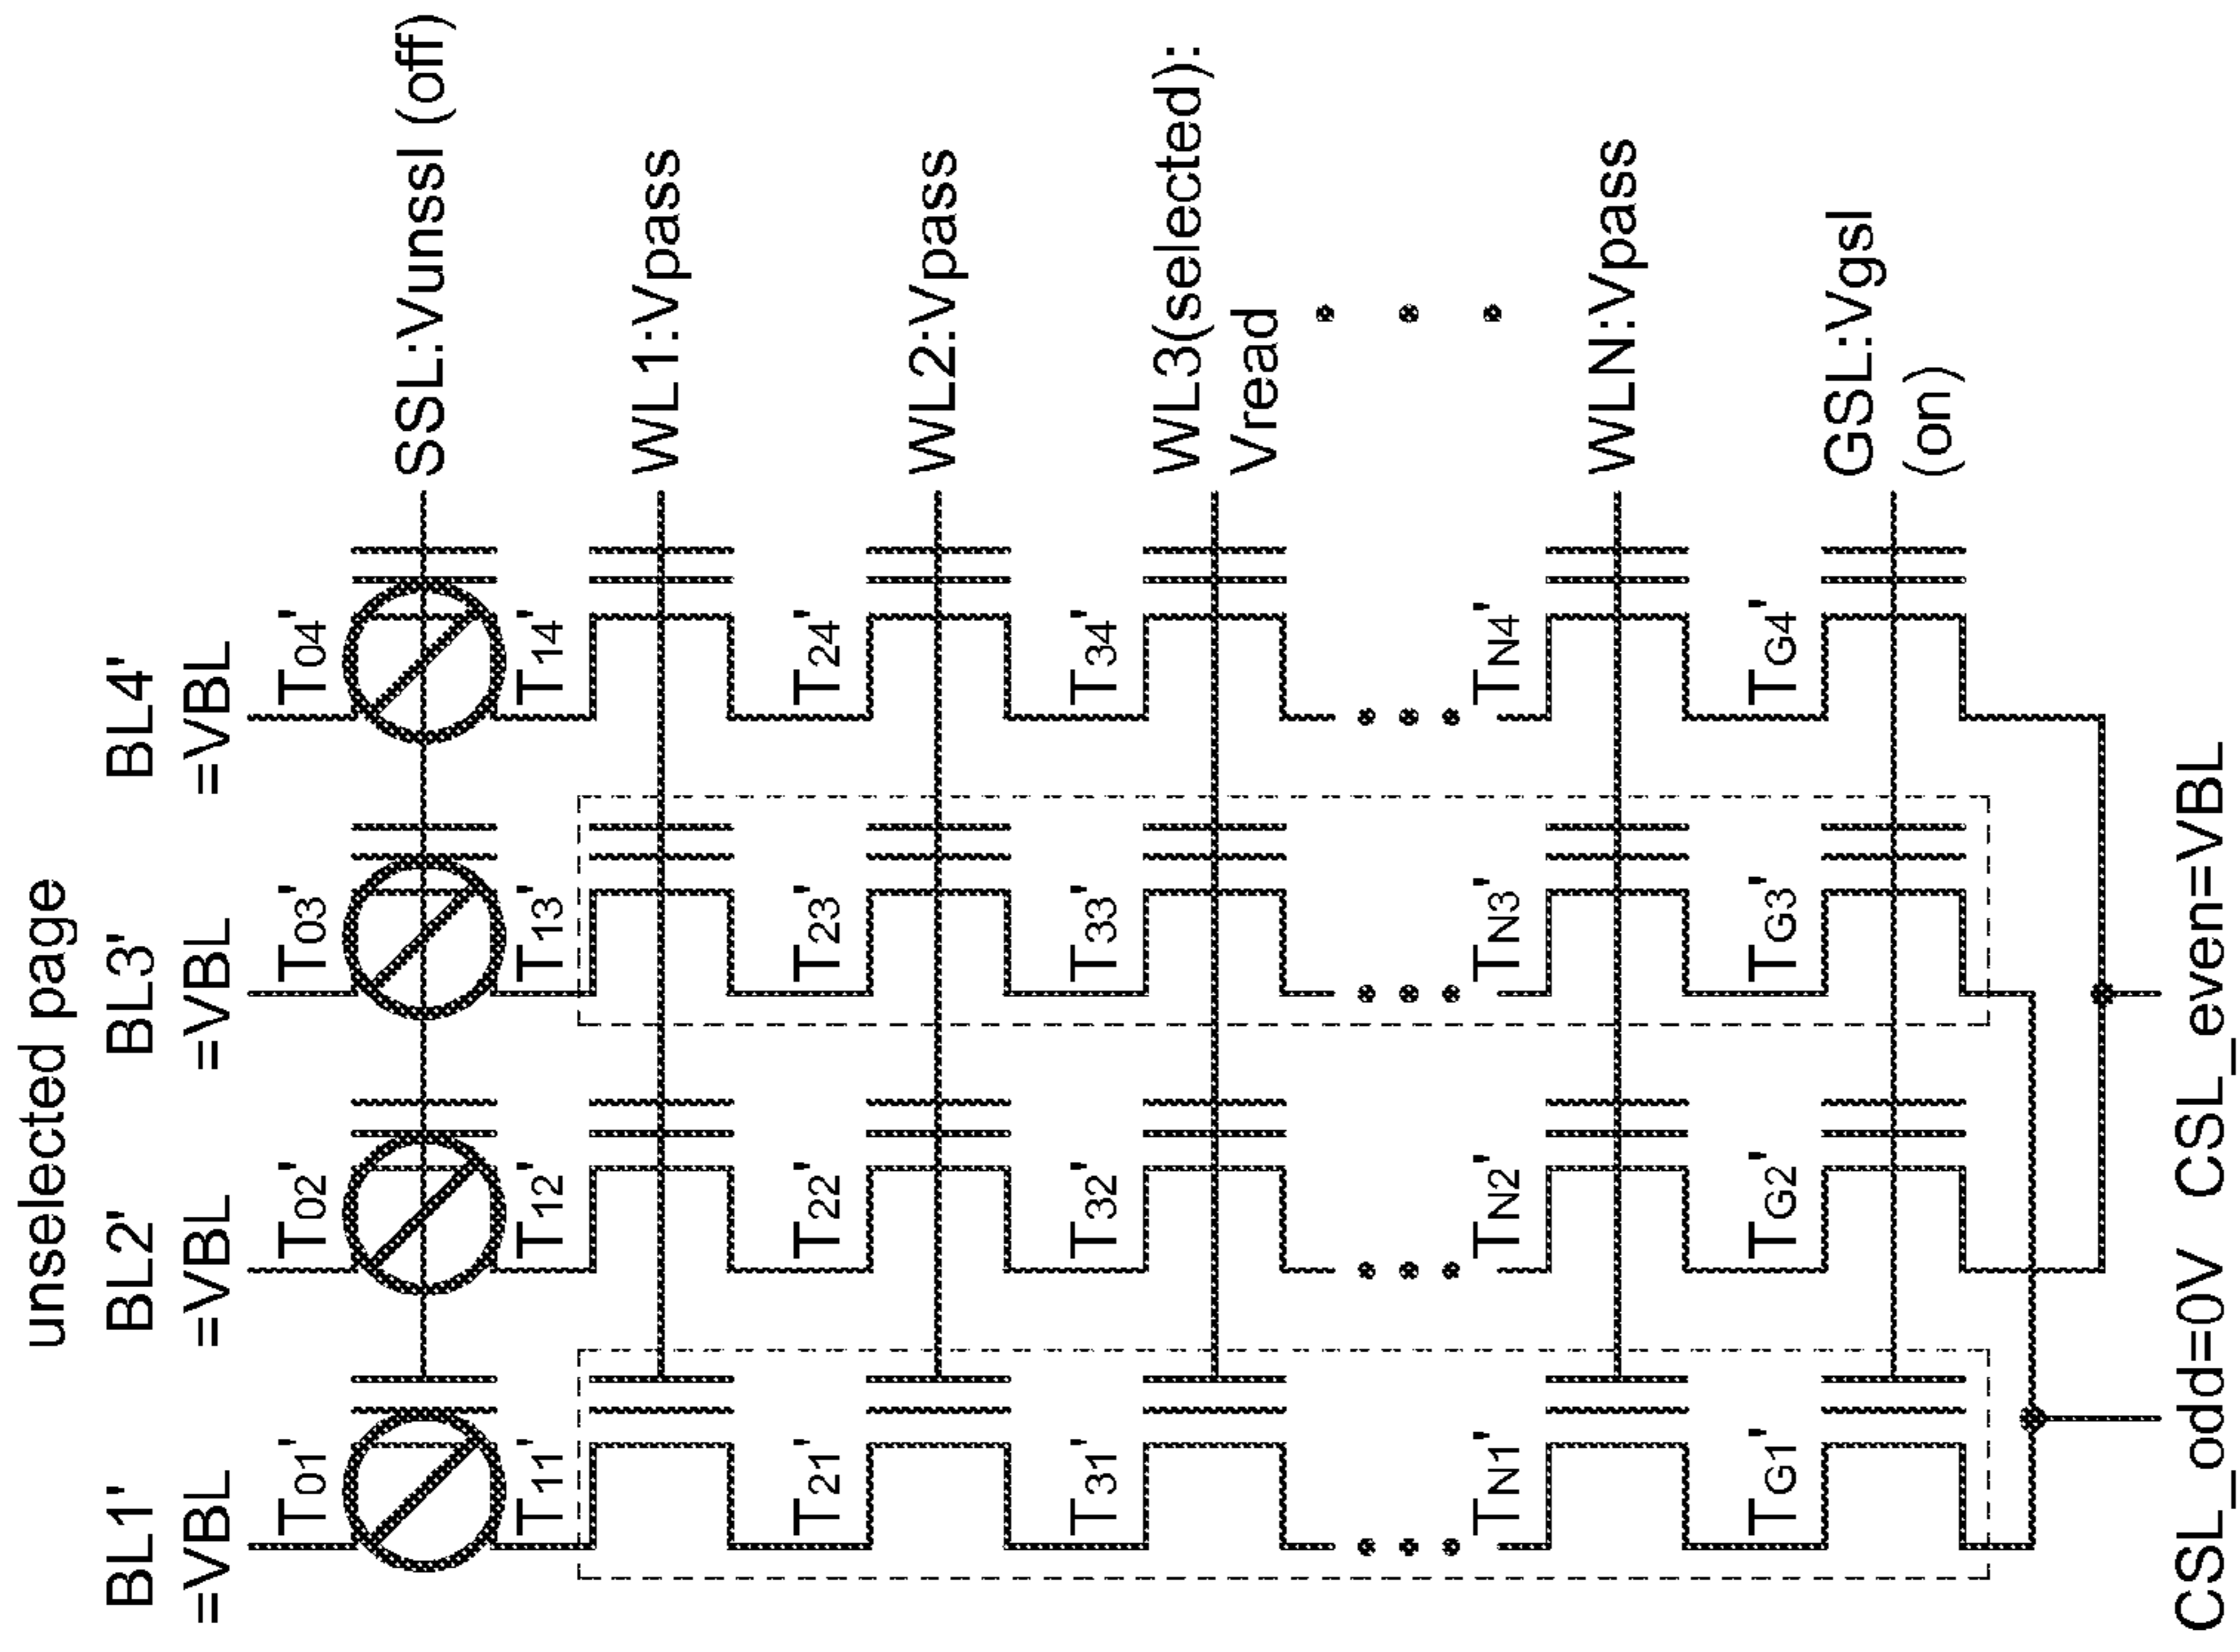 unselected page
BL1' BL2' BL3' BL4'
=VBL =VBL =VBL =VBL
T01' T02' T03' T04'
SSL:Vunssl (off)
T11' T12' T13' T14'
WL1:Vpass
T21' T22' T23' T24'
WL2:Vpass
T31' T32' T33' T34'
WL3(selected):
Vread
TN1' TN2' TN3' TN4'
WLN:Vpass
TG1' TG2' TG3' TG4'
GSL:Vgsl
(on)
CSL_odd=0V CSL_even=VBL